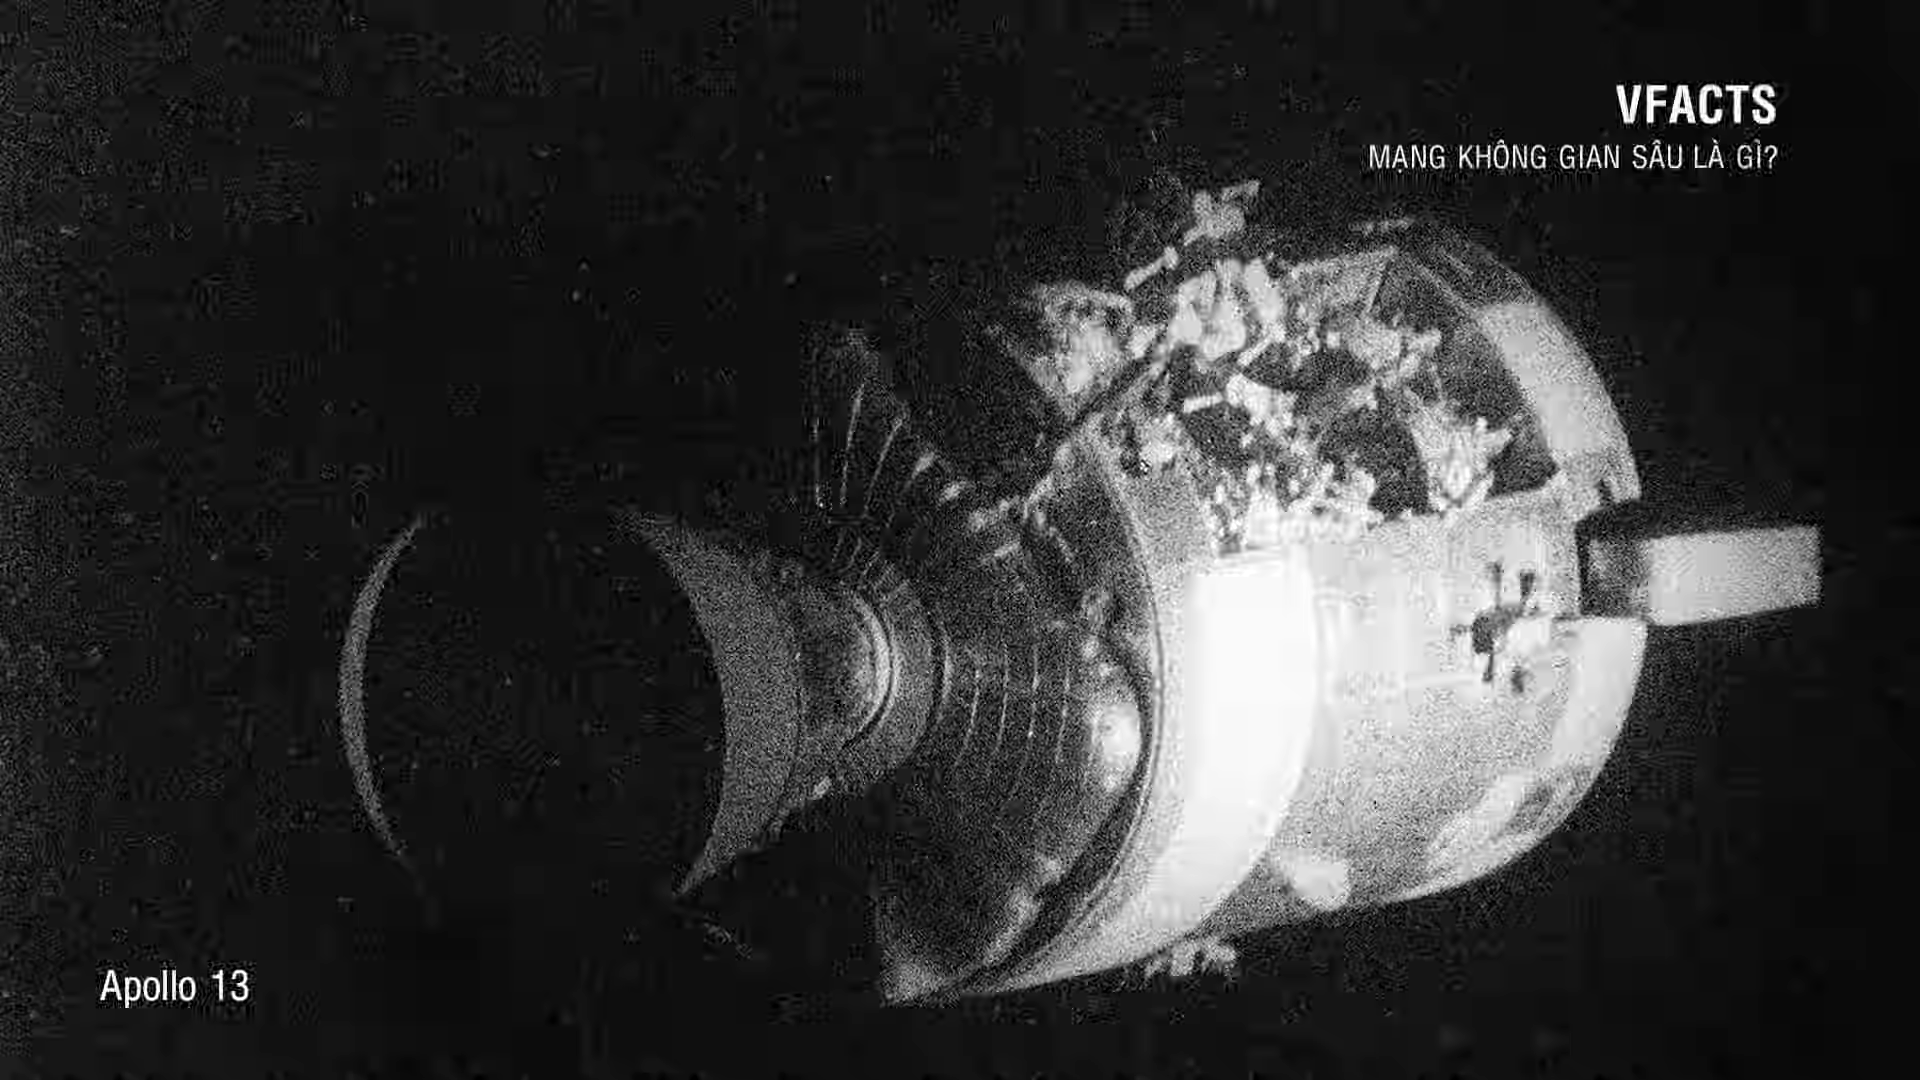 VFACTS
MẠNG KHÔNG GIAN SÂU LÀ GÌ?
Apollo 13